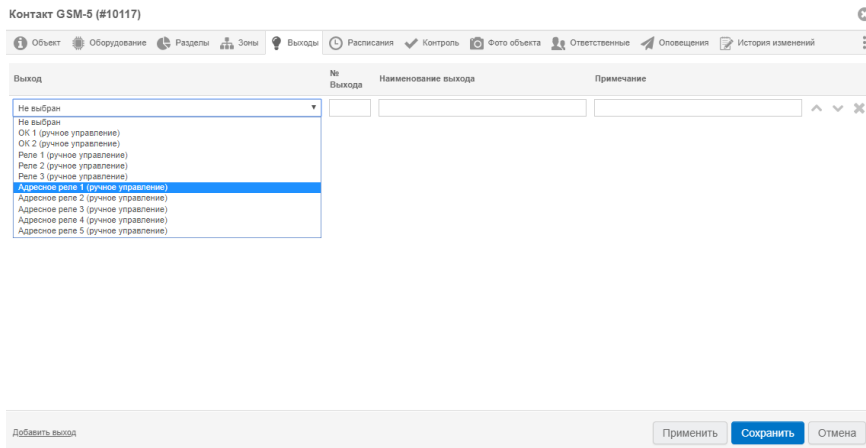 Контакт GSM-5 (#10117)
Объект Оборудование Разделы Зоны Выходы Расписания Контроль Фото объекта Ответственные Оповещения История изменений
Выход № Выхода Наименование выхода Примечание
Не выбран
Не выбран
ОК 1 (ручное управление)
ОК 2 (ручное управление)
Реле 1 (ручное управление)
Реле 2 (ручное управление)
Реле 3 (ручное управление)
Адресное реле 1 (ручное управление)
Адресное реле 2 (ручное управление)
Адресное реле 3 (ручное управление)
Адресное реле 4 (ручное управление)
Адресное реле 5 (ручное управление)
Добавить выход Применить Сохранить Отмена